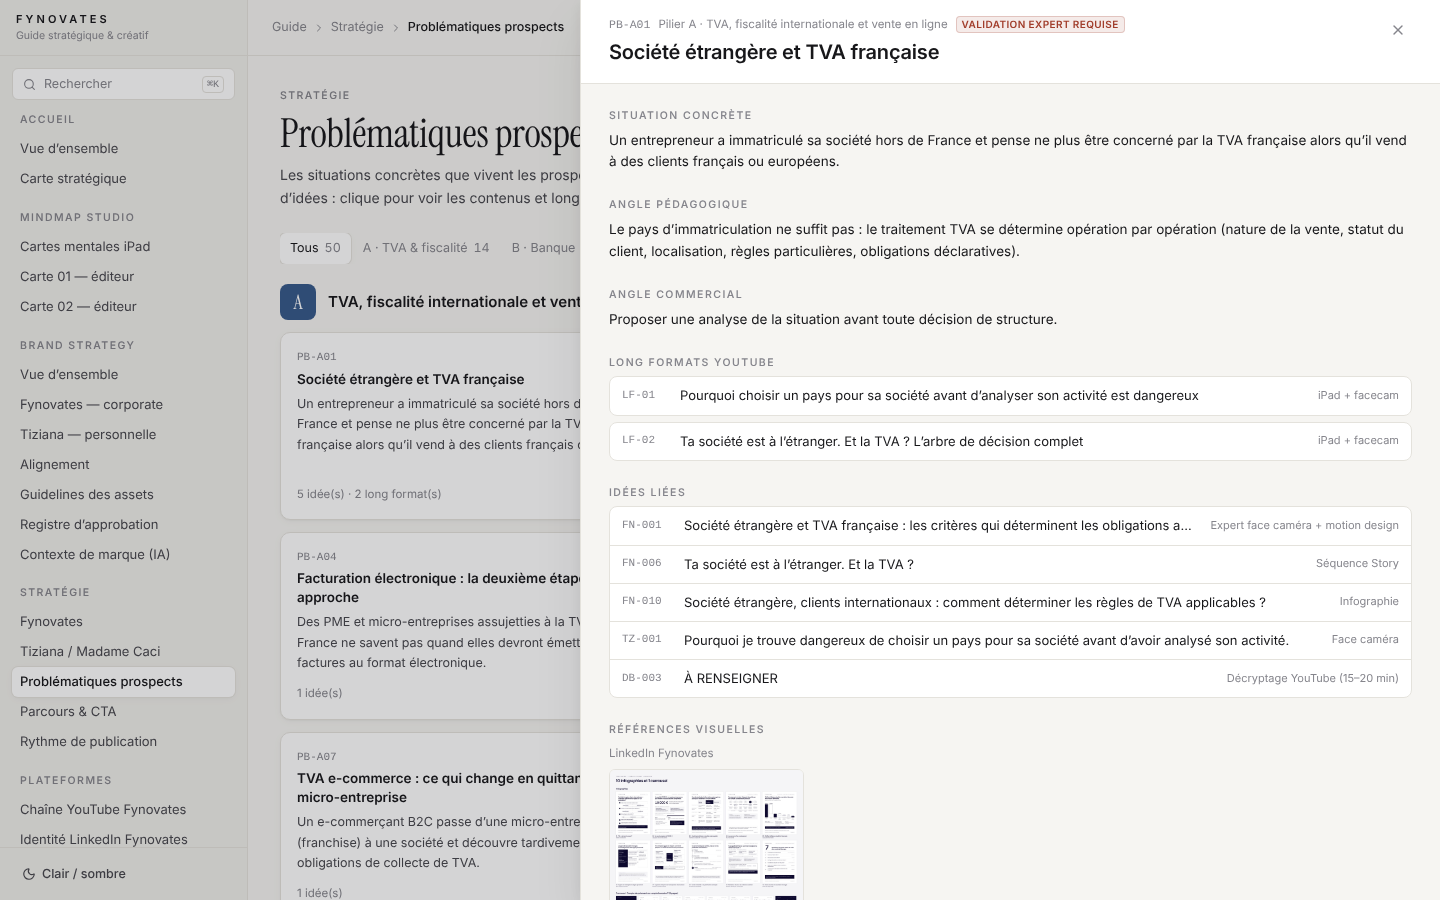 FYNOVATES
Guide stratégique & créatif
Rechercher ⌘K
ACCUEIL
Vue d’ensemble
Carte stratégique
MINDMAP STUDIO
Cartes mentales iPad
Carte 01 — éditeur
Carte 02 — éditeur
BRAND STRATEGY
Vue d’ensemble
Fynovates — corporate
Tiziana — personnelle
Alignement
Guidelines des assets
Registre d’approbation
Contexte de marque (IA)
STRATÉGIE
Fynovates
Tiziana / Madame Caci
Problématiques prospects
Parcours & CTA
Rythme de publication
PLATEFORMES
Chaîne YouTube Fynovates
Identité LinkedIn Fynovates
Clair / sombre
Guide › Stratégie › Problématiques prospects
STRATÉGIE
Problématiques prospe
Les situations concrètes que vivent les prosp
d’idées : clique pour voir les contenus et long
Tous 50 A · TVA & fiscalité 14 B · Banque
A TVA, fiscalité internationale et vent
PB-A01
Société étrangère et TVA française
Un entrepreneur a immatriculé sa société hors d
France et pense ne plus être concerné par la TV
française alors qu’il vend à des clients français o
5 idée(s) · 2 long format(s)
PB-A04
Facturation électronique : la deuxième étape
approche
Des PME et micro-entreprises assujetties à la TV
France ne savent pas quand elles devront émett
factures au format électronique.
1 idée(s)
PB-A07
TVA e-commerce : ce qui change en quittan
micro-entreprise
Un e-commerçant B2C passe d’une micro-entre
(franchise) à une société et découvre tardiveme
obligations de collecte de TVA.
1 idée(s)
PB-A01 Pilier A · TVA, fiscalité internationale et vente en ligne VALIDATION EXPERT REQUISE
Société étrangère et TVA française
SITUATION CONCRÈTE
Un entrepreneur a immatriculé sa société hors de France et pense ne plus être concerné par la TVA française alors qu’il vend
à des clients français ou européens.
ANGLE PÉDAGOGIQUE
Le pays d’immatriculation ne suffit pas : le traitement TVA se détermine opération par opération (nature de la vente, statut du
client, localisation, règles particulières, obligations déclaratives).
ANGLE COMMERCIAL
Proposer une analyse de la situation avant toute décision de structure.
LONG FORMATS YOUTUBE
LF-01 Pourquoi choisir un pays pour sa société avant d’analyser son activité est dangereux iPad + facecam
LF-02 Ta société est à l’étranger. Et la TVA ? L’arbre de décision complet iPad + facecam
IDÉES LIÉES
FN-001 Société étrangère et TVA française : les critères qui déterminent les obligations a… Expert face caméra + motion design
FN-006 Ta société est à l’étranger. Et la TVA ? Séquence Story
FN-010 Société étrangère, clients internationaux : comment déterminer les règles de TVA applicables ? Infographie
TZ-001 Pourquoi je trouve dangereux de choisir un pays pour sa société avant d’avoir analysé son activité. Face caméra
DB-003 À RENSEIGNER Décryptage YouTube (15–20 min)
RÉFÉRENCES VISUELLES
LinkedIn Fynovates